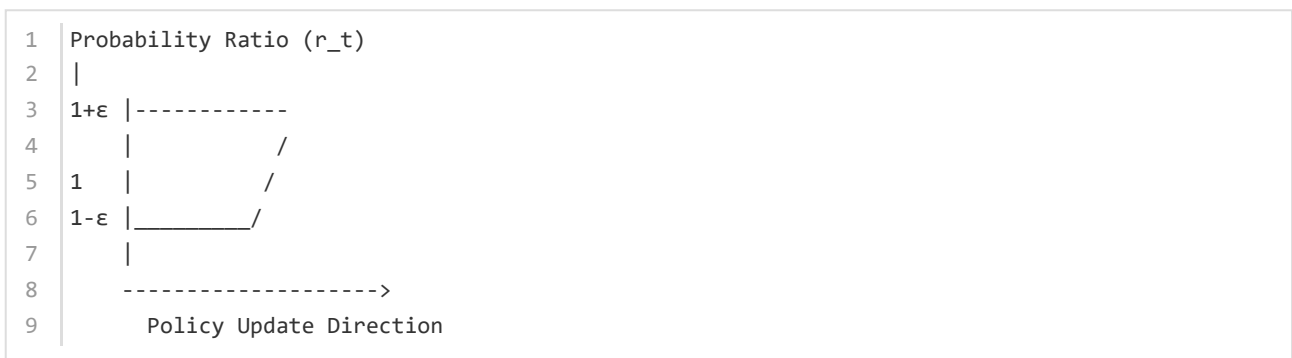 1 Probability Ratio (r_t)
2 |
3 1+ε |------------
4     |           /
5 1   |          /
6 1-ε |_________/
7     |
8     -------------------->
9       Policy Update Direction